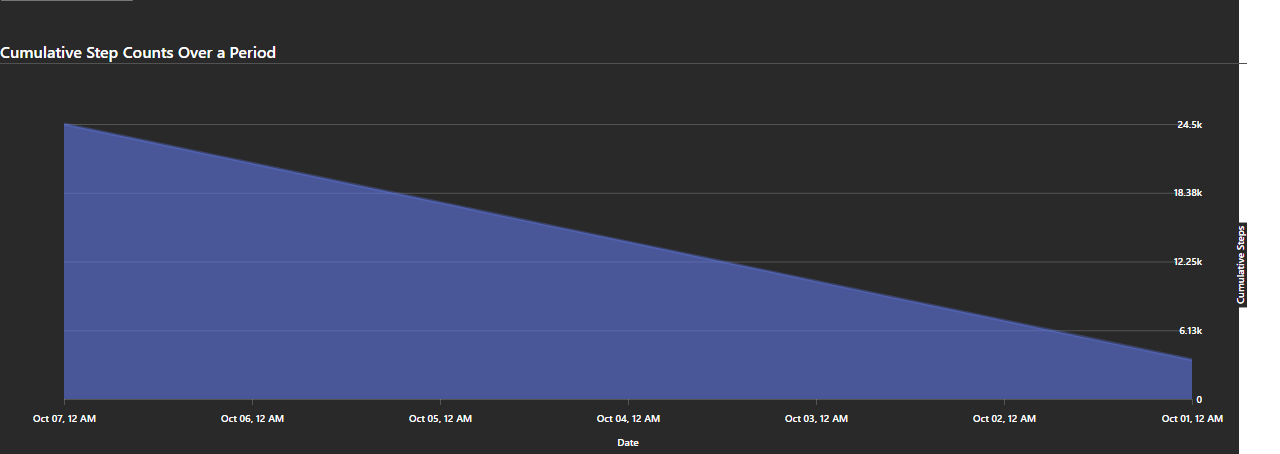 Cumulative Step Counts Over a Period
24.5k
18.38k
12.25k
6.13k
0
Cumulative Steps
Oct 07, 12 AM
Oct 06, 12 AM
Oct 05, 12 AM
Oct 04, 12 AM
Oct 03, 12 AM
Oct 02, 12 AM
Oct 01, 12 AM
Date